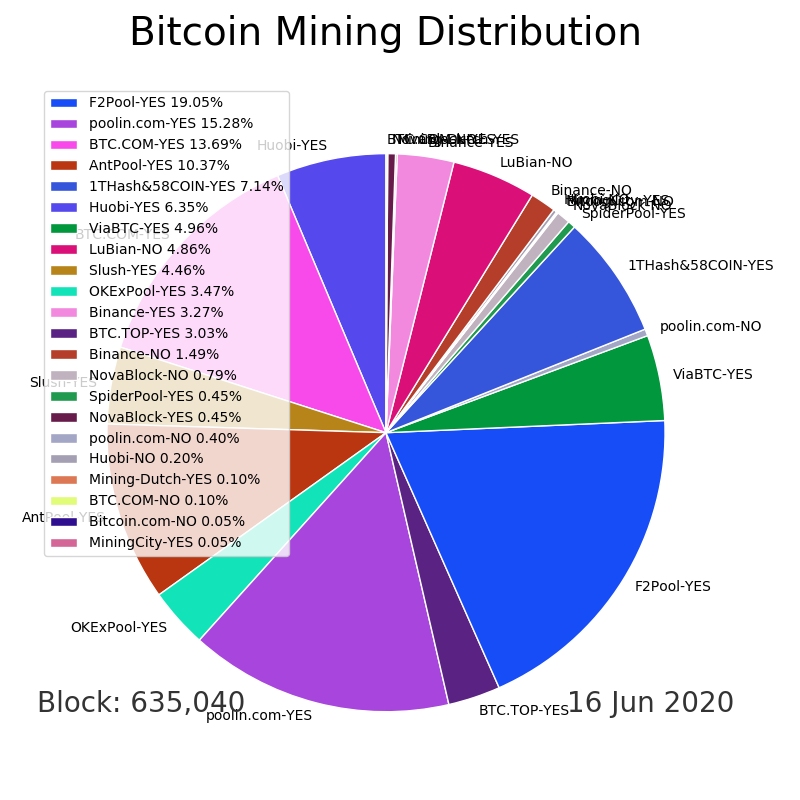 Bitcoin Mining Distribution
F2Pool-YES 19.05%
poolin.com-YES 15.28%
BTC.COM-YES 13.69%
AntPool-YES 10.37%
1THash&58COIN-YES 7.14%
Huobi-YES 6.35%
ViaBTC-YES 4.96%
LuBian-NO 4.86%
Slush-YES 4.46%
OKExPool-YES 3.47%
Binance-YES 3.27%
BTC.TOP-YES 3.03%
Binance-NO 1.49%
NovaBlock-NO 0.79%
SpiderPool-YES 0.45%
NovaBlock-YES 0.45%
poolin.com-NO 0.40%
Huobi-NO 0.20%
Mining-Dutch-YES 0.10%
BTC.COM-NO 0.10%
Bitcoin.com-NO 0.05%
MiningCity-YES 0.05%
Huobi-YES
BTC.COM-YES
Slush-YES
AntPool-YES
OKExPool-YES
poolin.com-YES
BTC.TOP-YES
F2Pool-YES
ViaBTC-YES
poolin.com-NO
1THash&58COIN-YES
SpiderPool-YES
NovaBlock-NO
Binance-NO
LuBian-NO
Binance-YES
Block: 635,040
16 Jun 2020